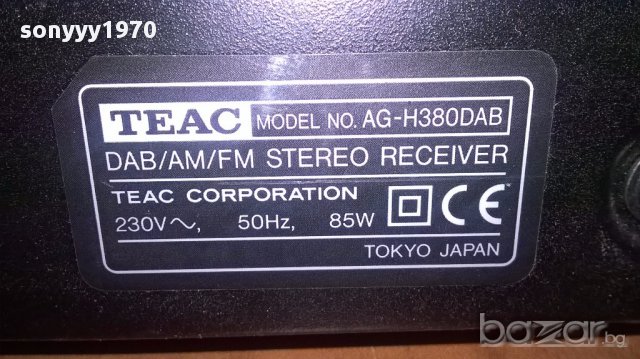 sonyyy1970
TEAC MODEL NO. AG-H380DAB
DAB/AM/FM STEREO RECEIVER
TEAC CORPORATION
230V~, 50Hz, 85W CE
TOKYO JAPAN
bazar.bg